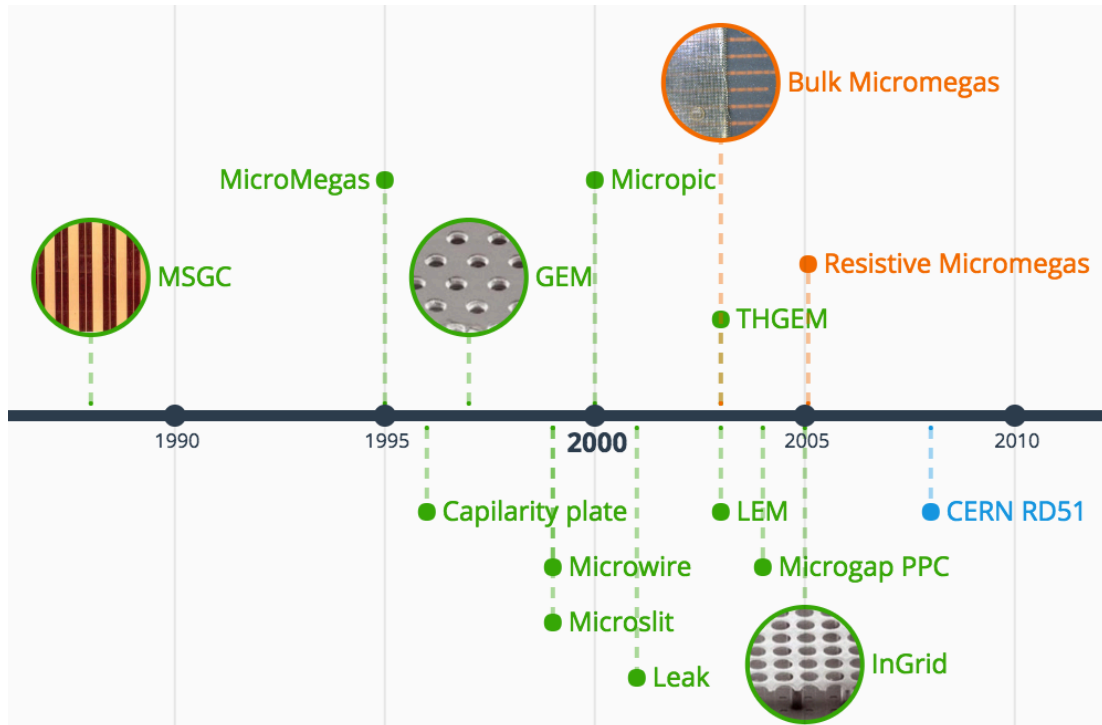 Bulk Micromegas
MicroMegas
Micropic
MSGC
GEM
Resistive Micromegas
THGEM
1990
1995
2000
2005
2010
Capilarity plate
LEM
CERN RD51
Microwire
Microgap PPC
Microslit
InGrid
Leak